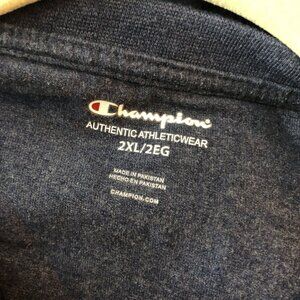 Champion
AUTHENTIC ATHLETICWEAR
2XL/2EG
MADE IN PAKISTAN
HECHO EN PAKISTAN
CHAMPION.COM